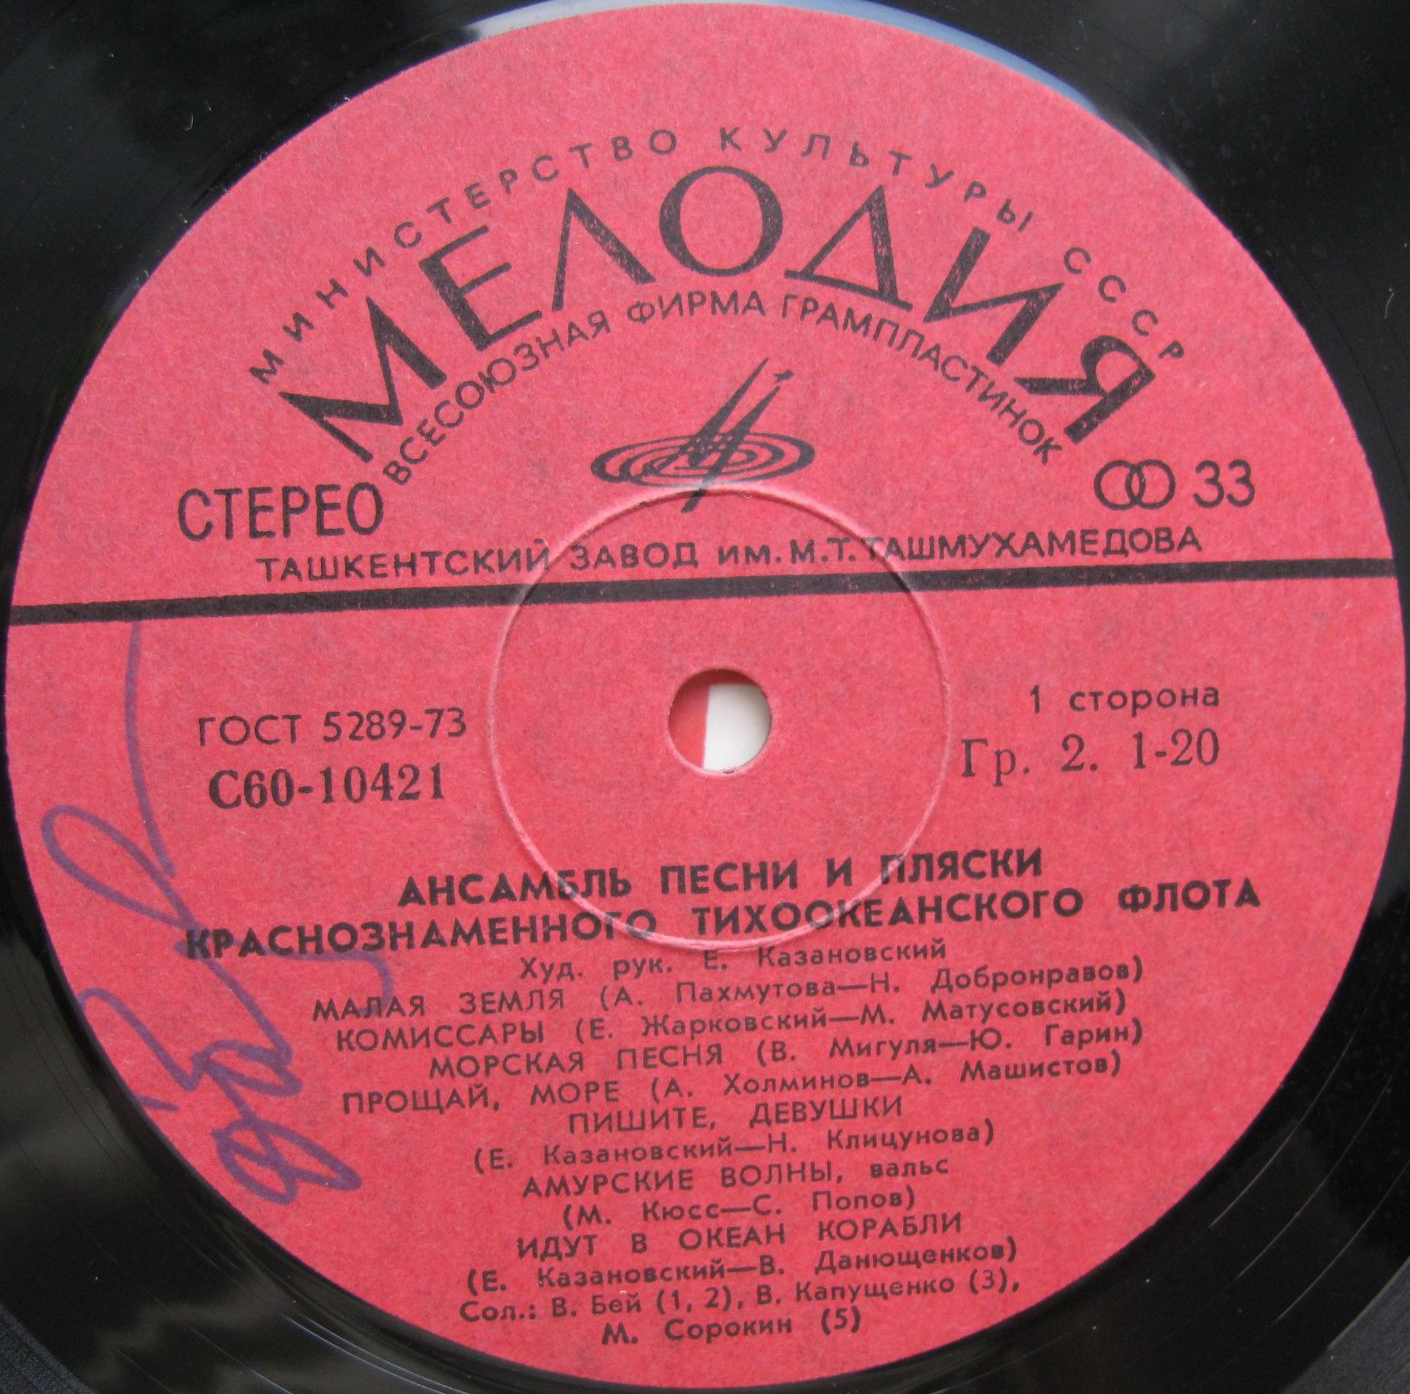 МИНИСТЕРСТВО КУЛЬТУРЫ СССР
МЕЛОДИЯ
ВСЕСОЮЗНАЯ ФИРМА ГРАМПЛАСТИНОК
СТЕРЕО
33
ТАШКЕНТСКИЙ ЗАВОД ИМ. М.Т. ТАШМУХАМЕДОВА
ГОСТ 5289-73
С60-10421
1 сторона
Гр. 2. 1-20
АНСАМБЛЬ ПЕСНИ И ПЛЯСКИ
КРАСНОЗНАМЕННОГО ТИХООКЕАНСКОГО ФЛОТА
Худ. рук. Е. Казановский
МАЛАЯ ЗЕМЛЯ (А. Пахмутова—Н. Добронравов)
КОМИССАРЫ (Е. Жарковский—М. Матусовский)
МОРСКАЯ ПЕСНЯ (В. Мигуля—Ю. Гарин)
ПРОЩАЙ, МОРЕ (А. Холминов—А. Машистов)
ПИШИТЕ, ДЕВУШКИ
(Е. Казановский—Н. Клицунова)
АМУРСКИЕ ВОЛНЫ, вальс
(М. Кюсс—С. Попов)
ИДУТ В ОКЕАН КОРАБЛИ
(Е. Казановский—В. Данющенков)
Сол.: В. Бей (1, 2), В. Капущенко (3),
М. Сорокин (5)